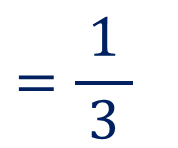 = 1/3